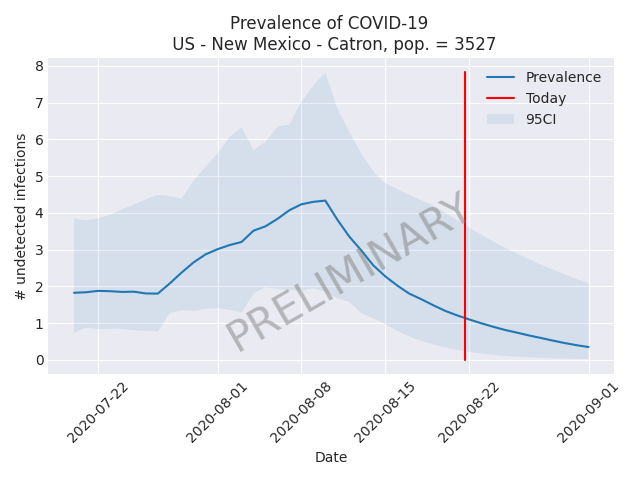 Prevalence of COVID-19
US - New Mexico - Catron, pop. = 3527
8
7
6
5
4
3
2
1
0
# undetected infections
Prevalence
Today
95CI
PRELIMINARY
2020-07-22
2020-08-01
2020-08-08
2020-08-15
2020-08-22
2020-09-01
Date